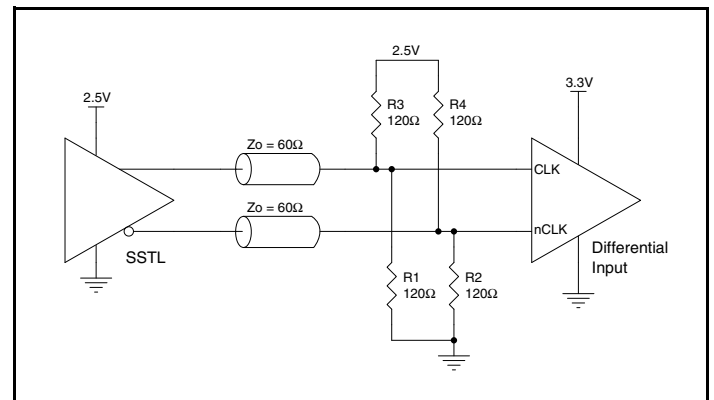 2.5V
3.3V
2.5V
R3
120Ω
R4
120Ω
Zo = 60Ω
CLK
Zo = 60Ω
nCLK
SSTL
Differential
Input
R1
120Ω
R2
120Ω